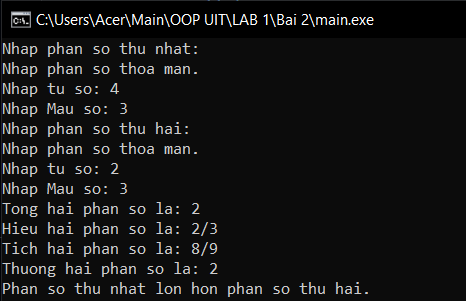 C:\Users\Acer\Main\OOP UIT\LAB 1\Bai 2\main.exe
Nhap phan so thu nhat:
Nhap phan so thoa man.
Nhap tu so: 4
Nhap Mau so: 3
Nhap phan so thu hai:
Nhap phan so thoa man.
Nhap tu so: 2
Nhap Mau so: 3
Tong hai phan so la: 2
Hieu hai phan so la: 2/3
Tich hai phan so la: 8/9
Thuong hai phan so la: 2
Phan so thu nhat lon hon phan so thu hai.